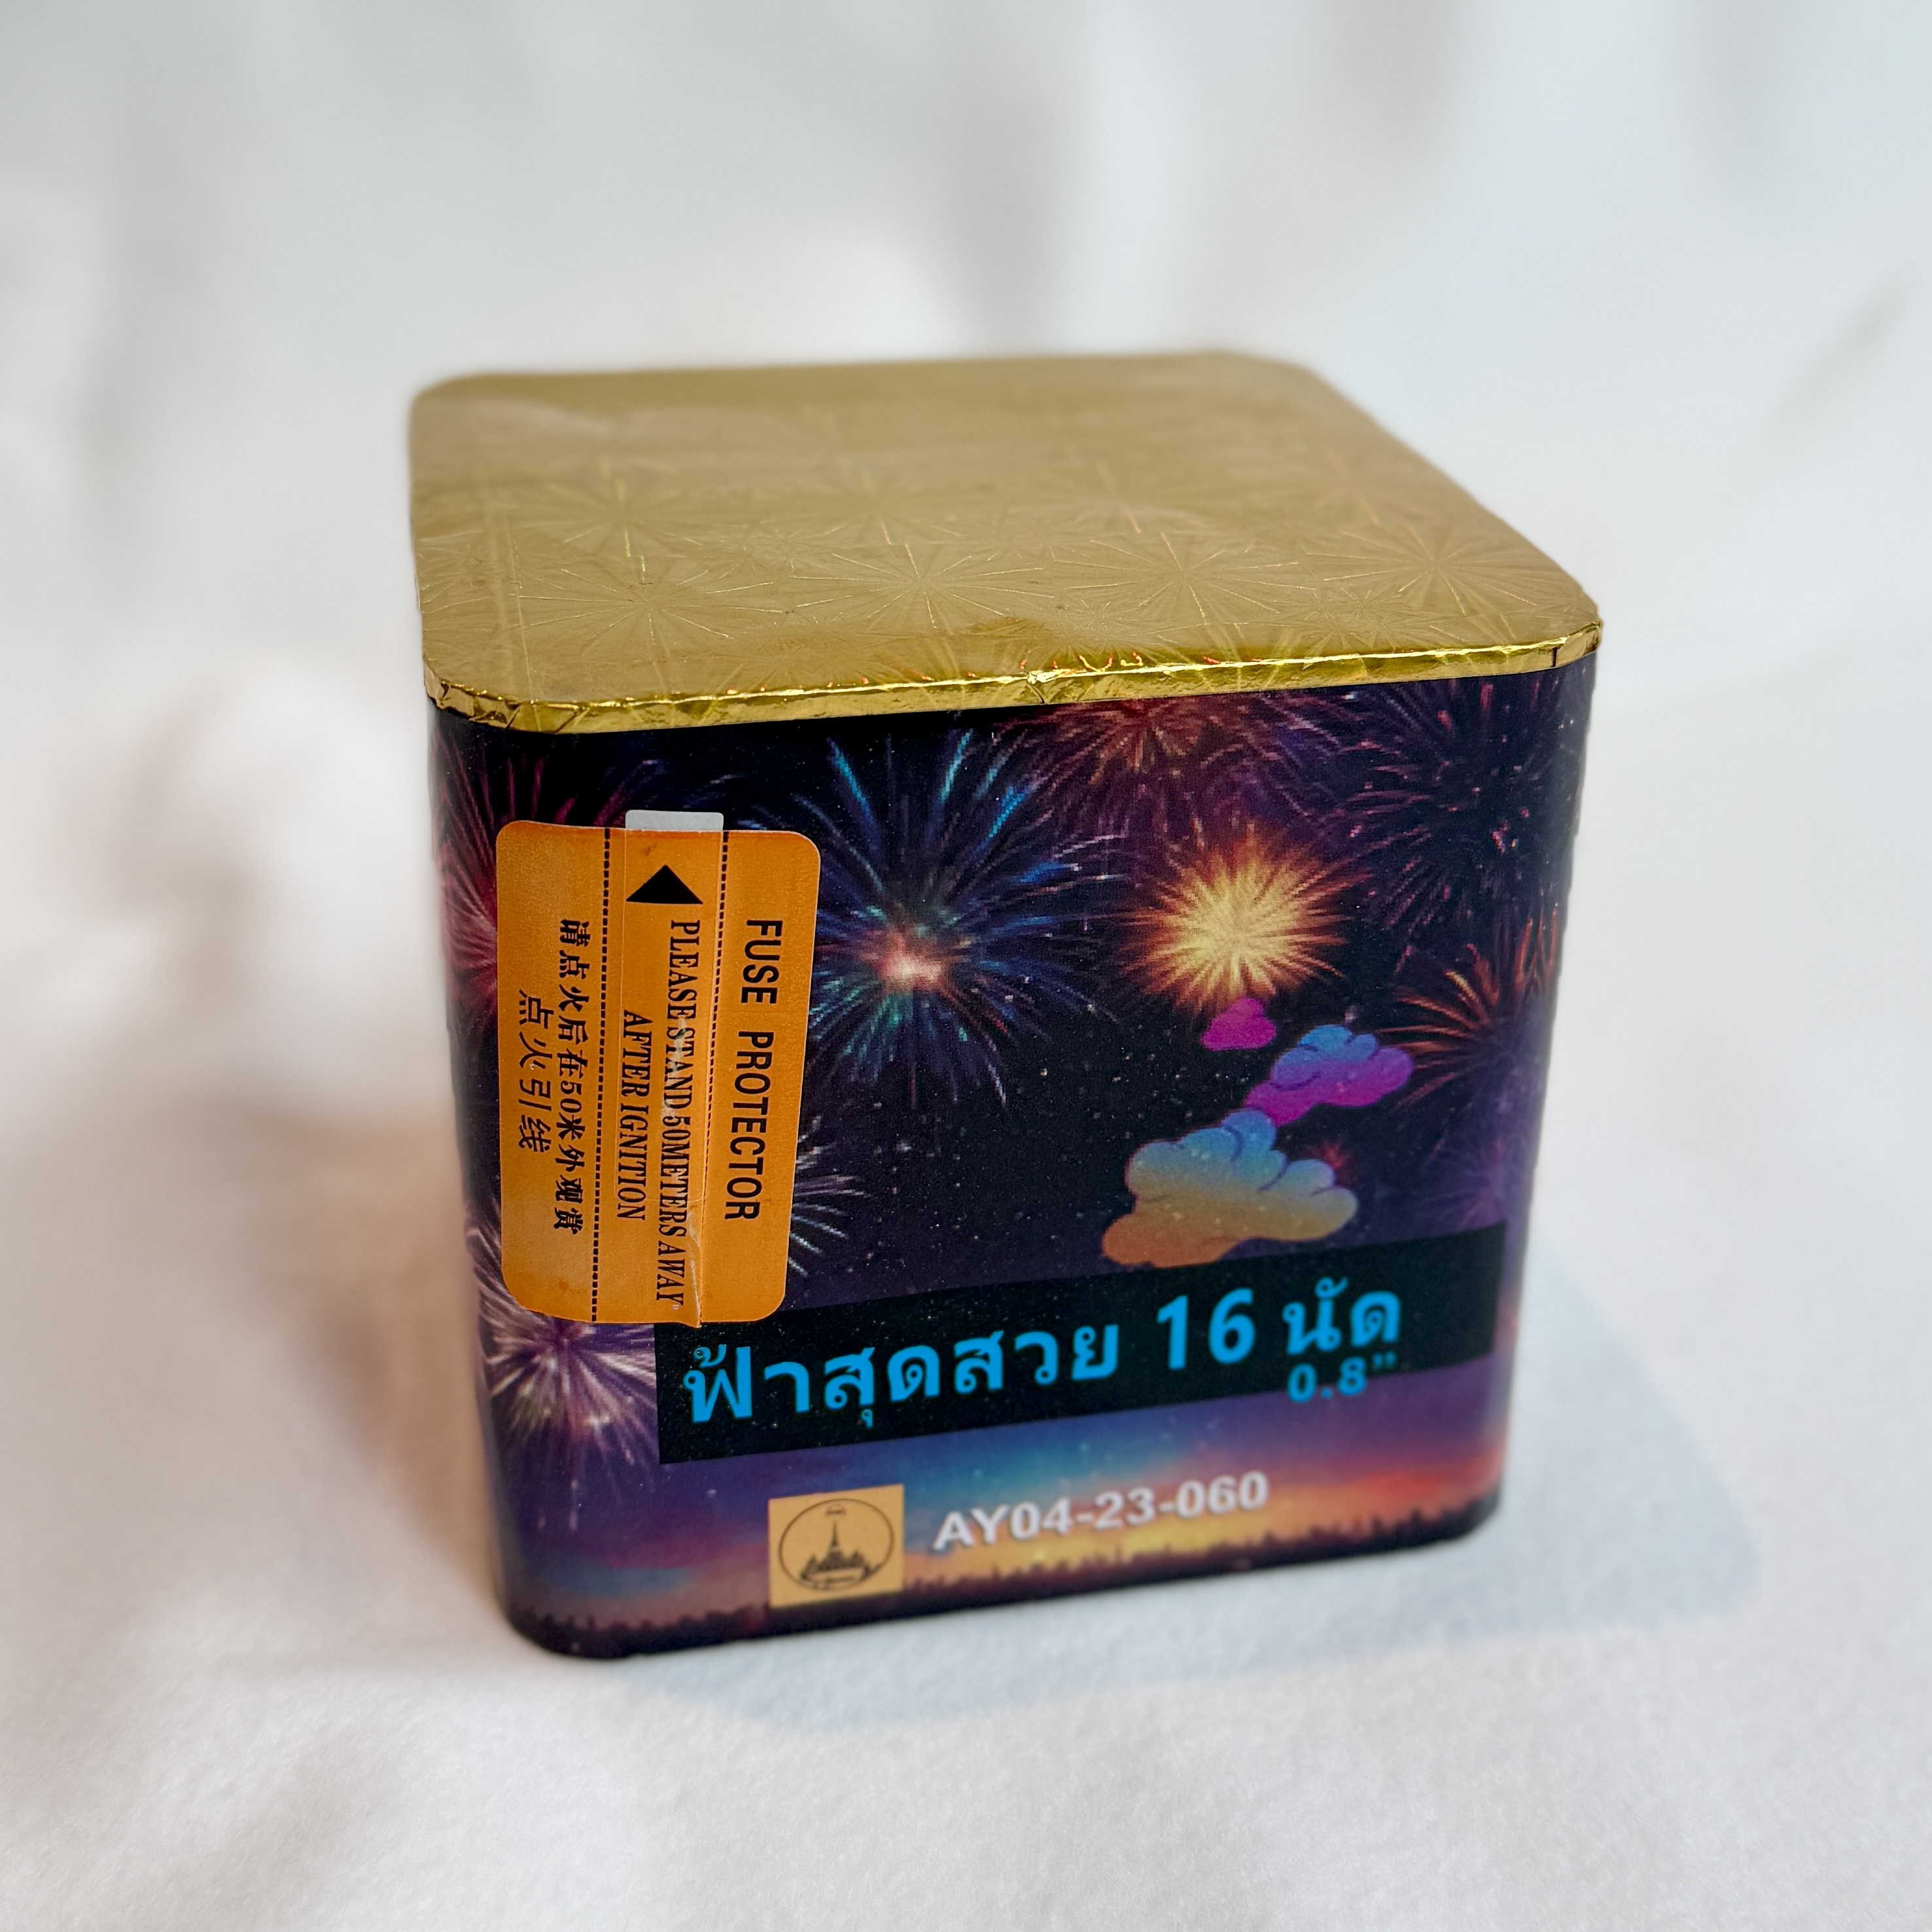 FUSE PROTECTOR
PLEASE STAND 50METERS AWAY
AFTER IGNITION
请点火后在50米外观赏
点火引线
ฟ้าสุดสวย 16 นัด
0.8"
AY04-23-060